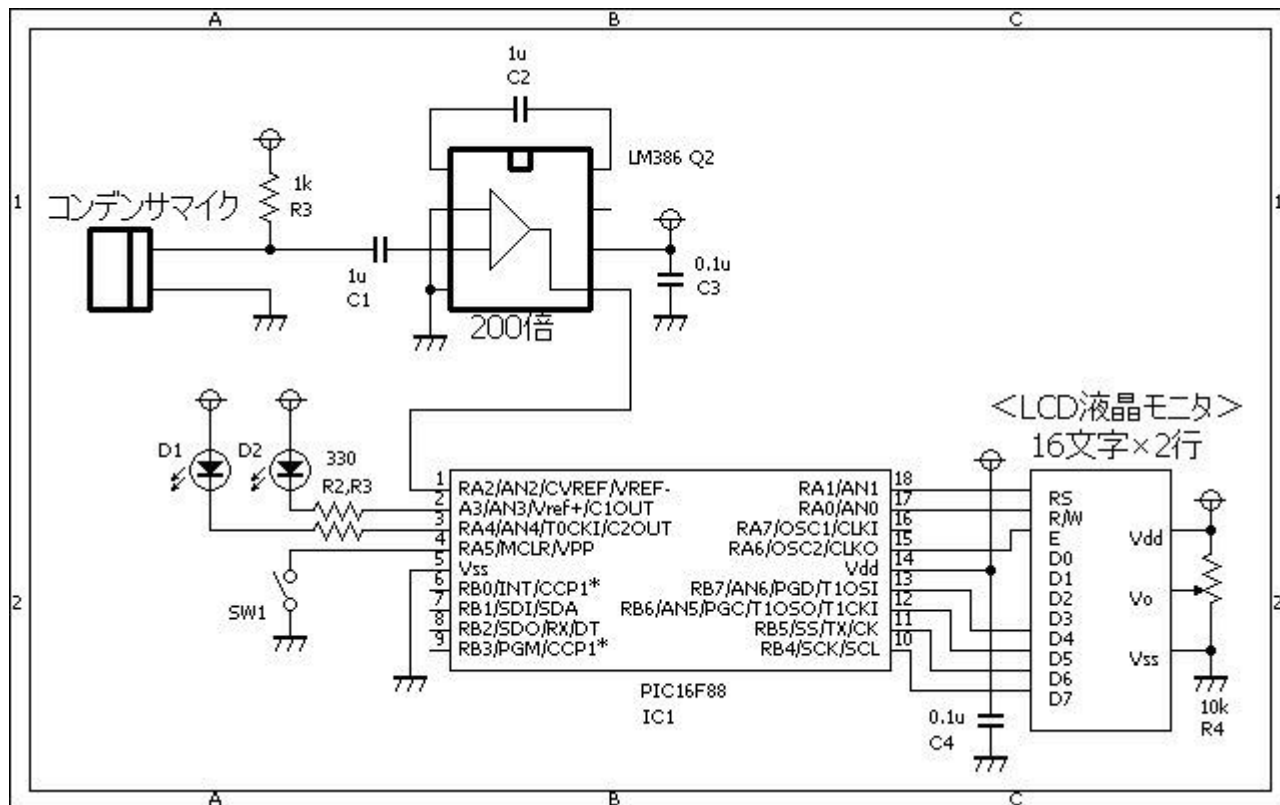 A
B
C
1u
C2
LM386 Q2
1k
R3
1
1
コンデンサマイク
1u
C1
0.1u
C3
200倍
<LCD液晶モニタ>
16文字×2行
D1
D2
330
R2,R3
1
RA2/AN2/CVREF/VREF-
RA1/AN1
18
2
A3/AN3/Vref+/C1OUT
RA0/AN0
17
3
RA4/AN4/T0CKI/C2OUT
RA7/OSC1/CLKI
16
4
RA5/MCLR/VPP
RA6/OSC2/CLKO
15
5
Vss
Vdd
14
6
RB0/INT/CCP1*
RB7/AN6/PGD/T1OSI
13
7
RB1/SDI/SDA
RB6/AN5/PGC/T1OSO/T1CKI
12
8
RB2/SDO/RX/DT
RB5/SS/TX/CK
11
9
RB3/PGM/CCP1*
RB4/SCK/SCL
10
RS
R/W
E
D0
D1
D2
D3
D4
D5
D6
D7
Vdd
Vo
Vss
2
2
SW1
PIC16F88
IC1
0.1u
C4
10k
R4
A
B
C